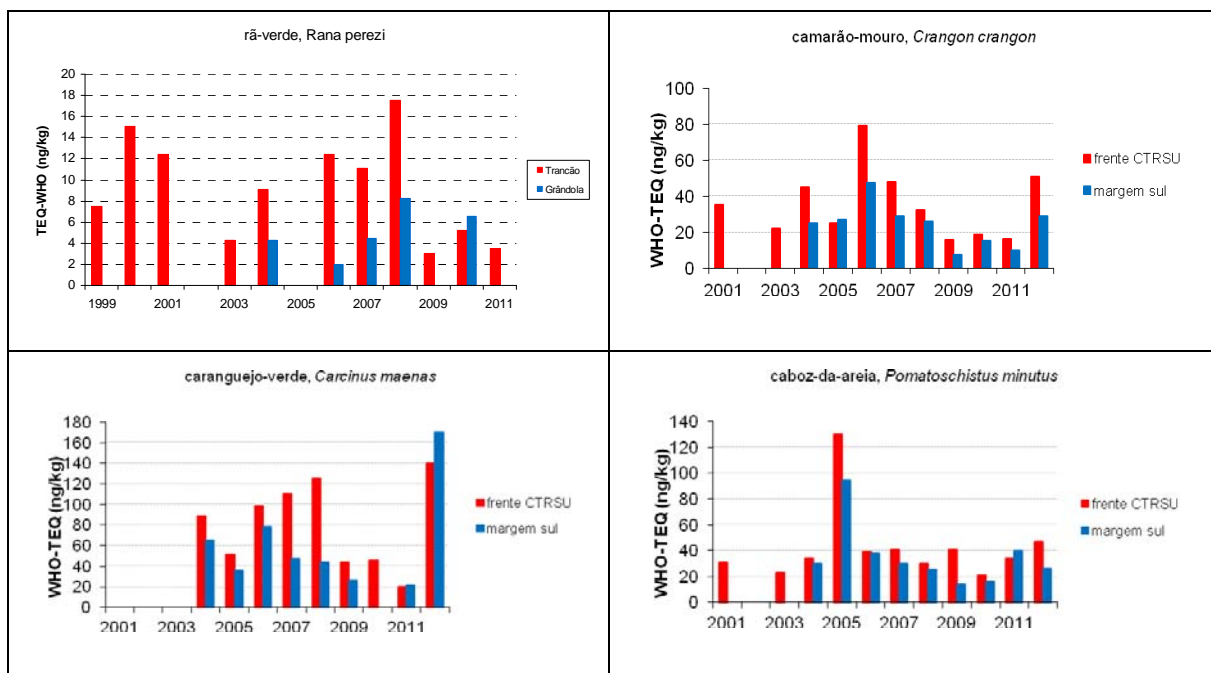 rã-verde, Rana perezi
TEQ-WHO (ng/kg)
20
18
16
14
12
10
8
6
4
2
0
1999 2001 2003 2005 2007 2009 2011
Trancão
Grândola
camarão-mouro, Crangon crangon
WHO-TEQ (ng/kg)
100
80
60
40
20
0
2001 2003 2005 2007 2009 2011
frente CTRSU
margem sul
caranguejo-verde, Carcinus maenas
WHO-TEQ (ng/kg)
180
160
140
120
100
80
60
40
20
0
2001 2003 2005 2007 2009 2011
frente CTRSU
margem sul
caboz-da-areia, Pomatoschistus minutus
WHO-TEQ (ng/kg)
140
120
100
80
60
40
20
0
2001 2003 2005 2007 2009 2011
frente CTRSU
margem sul